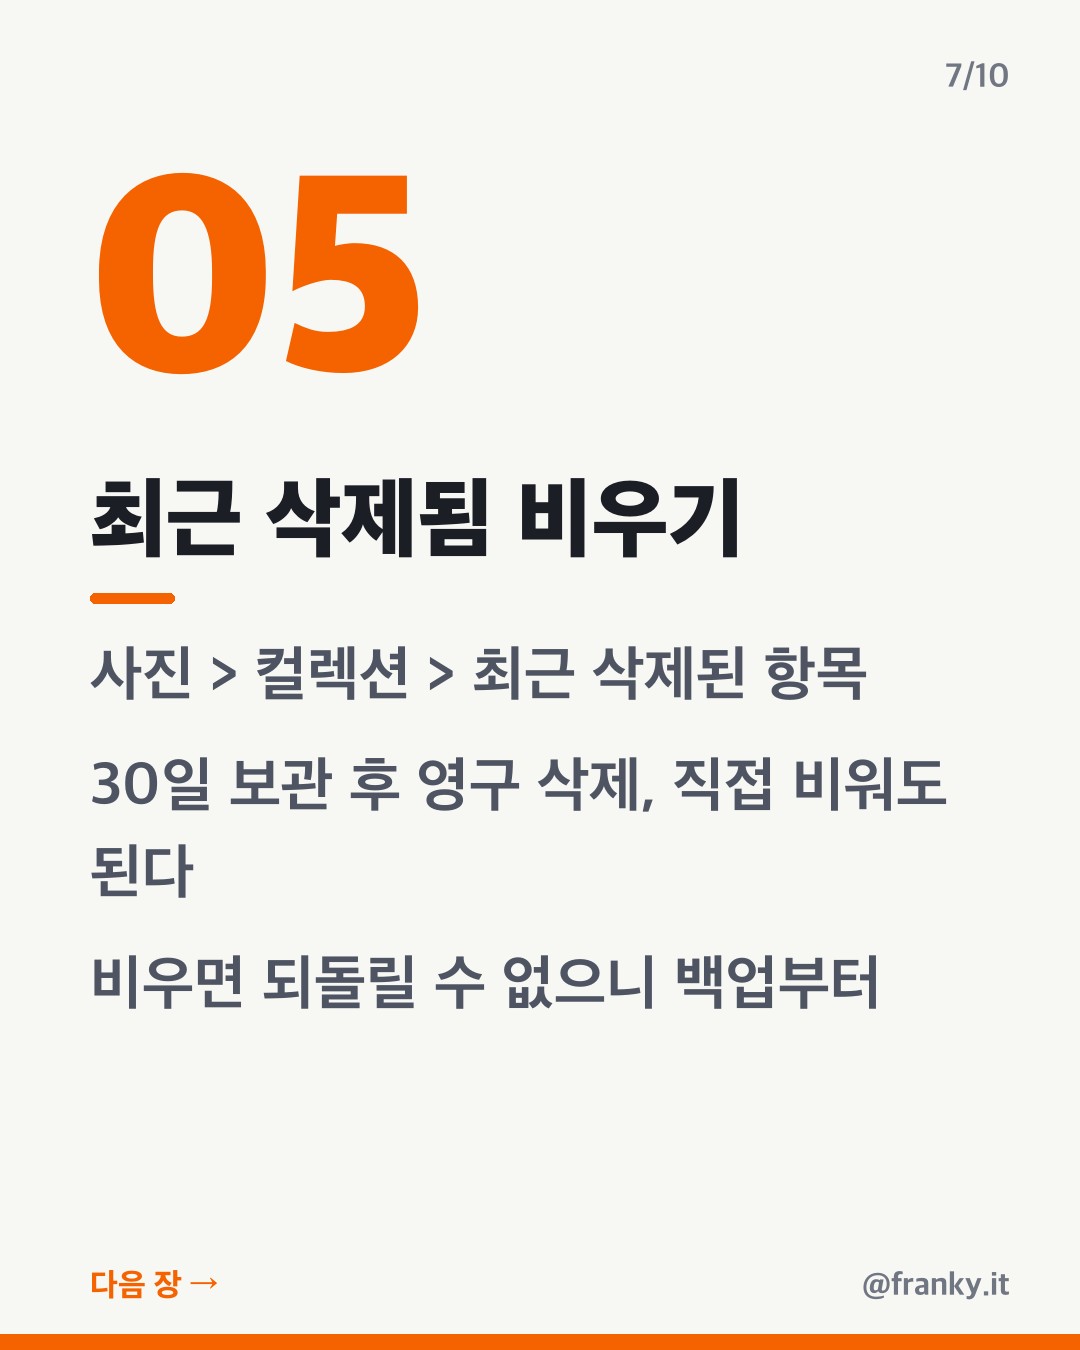 7/10
05
최근 삭제됨 비우기
사진 > 컬렉션 > 최근 삭제된 항목
30일 보관 후 영구 삭제, 직접 비워도
된다
비우면 되돌릴 수 없으니 백업부터
다음 장 →
@franky.it